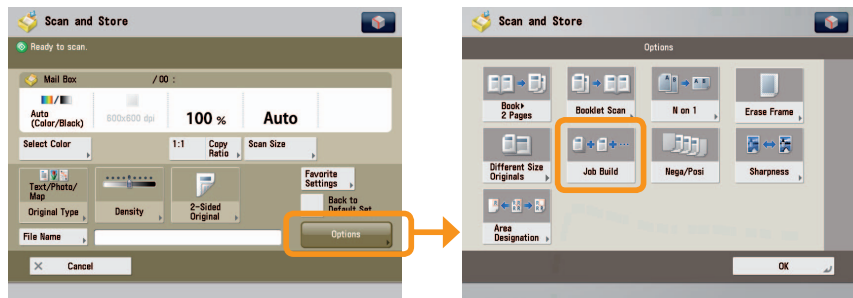 Scan and Store
Ready to scan.
Mail Box /00 :
Auto
(Color/Black)
600x600 dpi
100 %
Auto
Select Color
1:1
Copy
Ratio
Scan Size
Text/Photo/
Map
Original Type
Density
2-Sided
Original
Favorite
Settings
Back to
Default Set.
File Name
Options
Cancel
Scan and Store
Options
Book
2 Pages
Booklet Scan
N on 1
Erase Frame
Different Size
Originals
Job Build
Nega/Posi
Sharpness
Area
Designation
OK